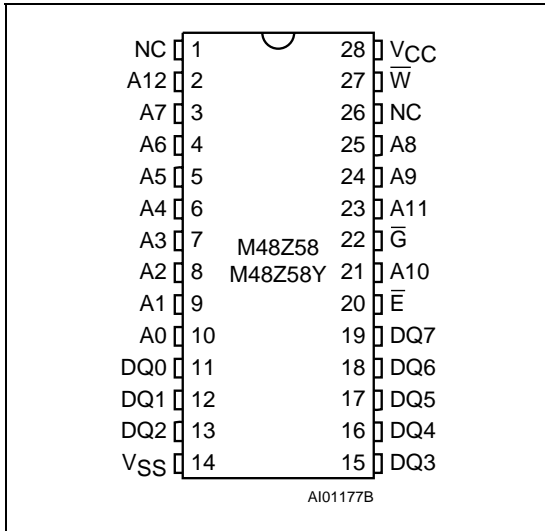 NC 1 28 VCC
A12 2 27 W̅
A7 3 26 NC
A6 4 25 A8
A5 5 24 A9
A4 6 23 A11
A3 7 M48Z58 22 G̅
A2 8 M48Z58Y 21 A10
A1 9 20 E̅
A0 10 19 DQ7
DQ0 11 18 DQ6
DQ1 12 17 DQ5
DQ2 13 16 DQ4
VSS 14 15 DQ3
AI01177B